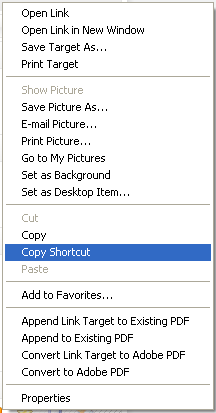 Open Link
Open Link in New Window
Save Target As...
Print Target
Show Picture
Save Picture As...
E-mail Picture...
Print Picture...
Go to My Pictures
Set as Background
Set as Desktop Item...
Cut
Copy
Copy Shortcut
Paste
Add to Favorites...
Append Link Target to Existing PDF
Append to Existing PDF
Convert Link Target to Adobe PDF
Convert to Adobe PDF
Properties